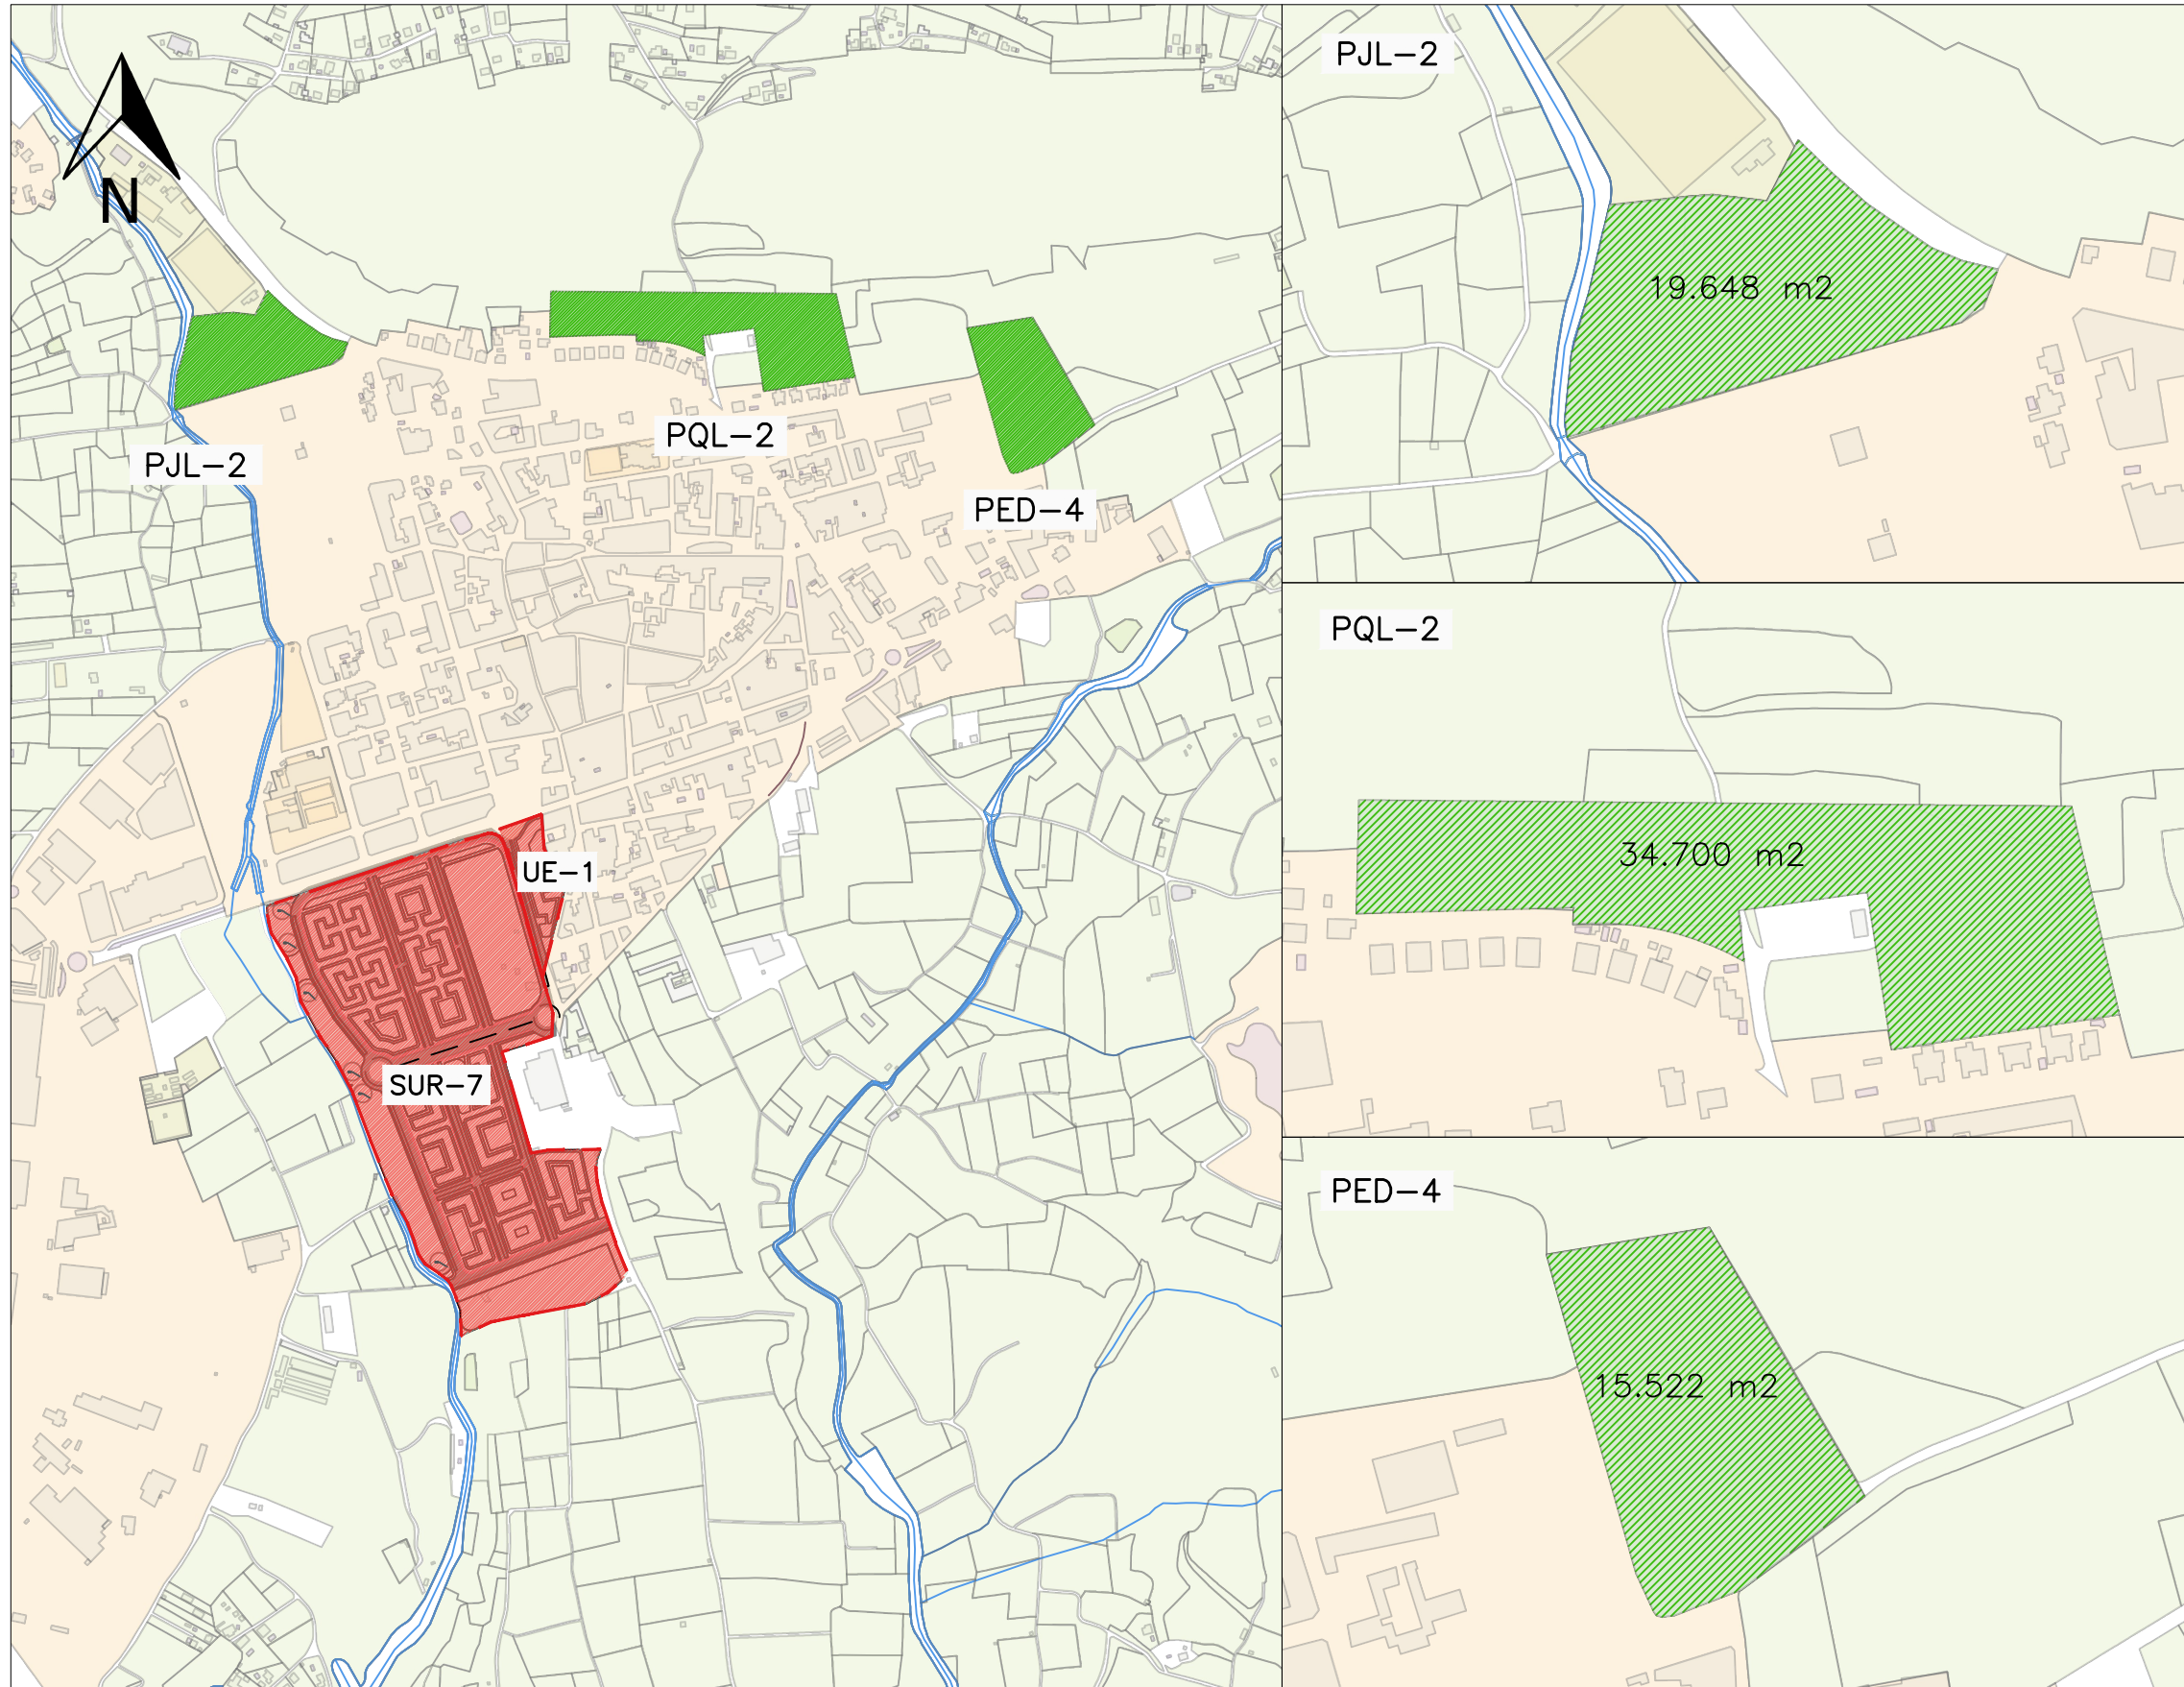 N
PJL-2
PQL-2
PED-4
UE-1
SUR-7
PJL-2
19.648 m2
PQL-2
34.700 m2
PED-4
15.522 m2